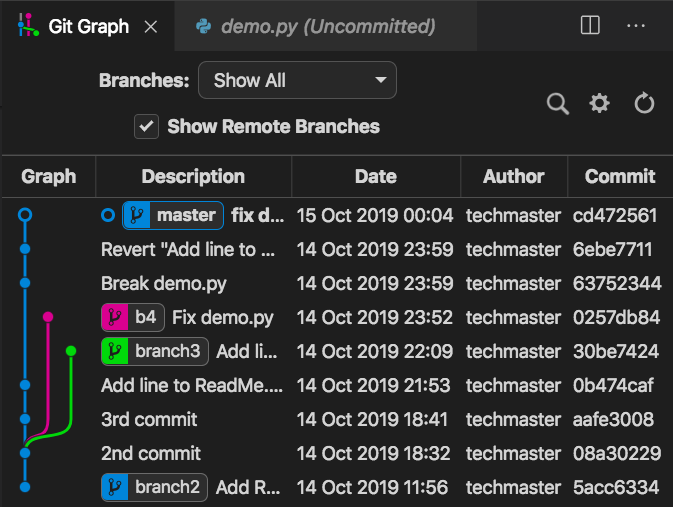 Git Graph demo.py (Uncommitted)
Branches: Show All
Show Remote Branches
Graph Description Date Author Commit
master fix d... 15 Oct 2019 00:04 techmaster cd472561
Revert "Add line to ... 14 Oct 2019 23:59 techmaster 6ebe7711
Break demo.py 14 Oct 2019 23:59 techmaster 63752344
b4 Fix demo.py 14 Oct 2019 23:52 techmaster 0257db84
branch3 Add li... 14 Oct 2019 22:09 techmaster 30be7424
Add line to ReadMe.... 14 Oct 2019 21:53 techmaster 0b474caf
3rd commit 14 Oct 2019 18:41 techmaster aafe3008
2nd commit 14 Oct 2019 18:32 techmaster 08a30229
branch2 Add R... 14 Oct 2019 11:56 techmaster 5acc6334